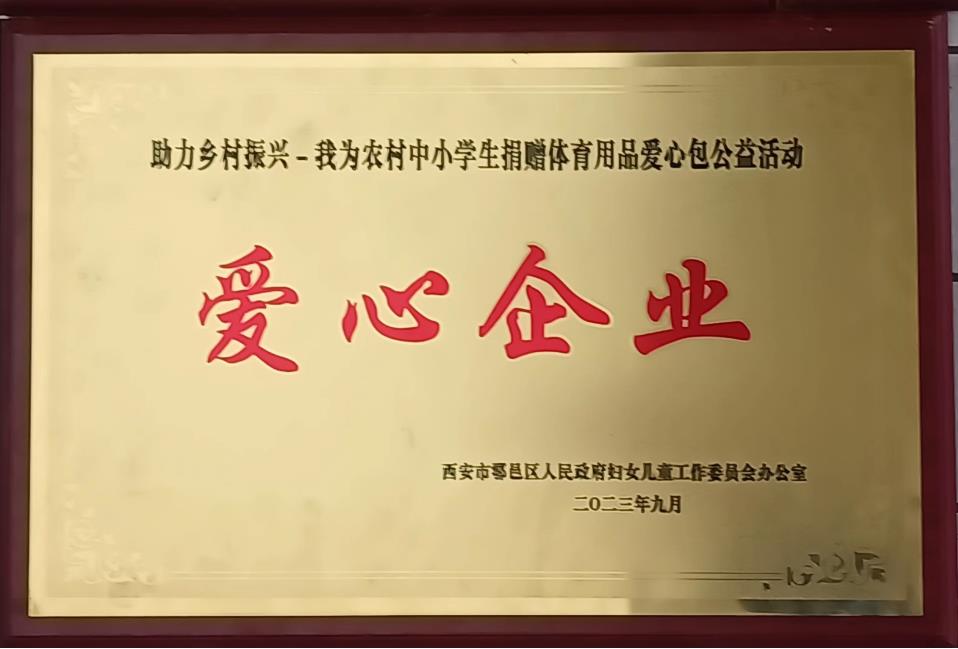 助力乡村振兴-我为农村中小学生捐赠体育用品爱心包公益活动
爱心企业
西安市鄠邑区人民政府妇女儿童工作委员会办公室
二〇二三年九月